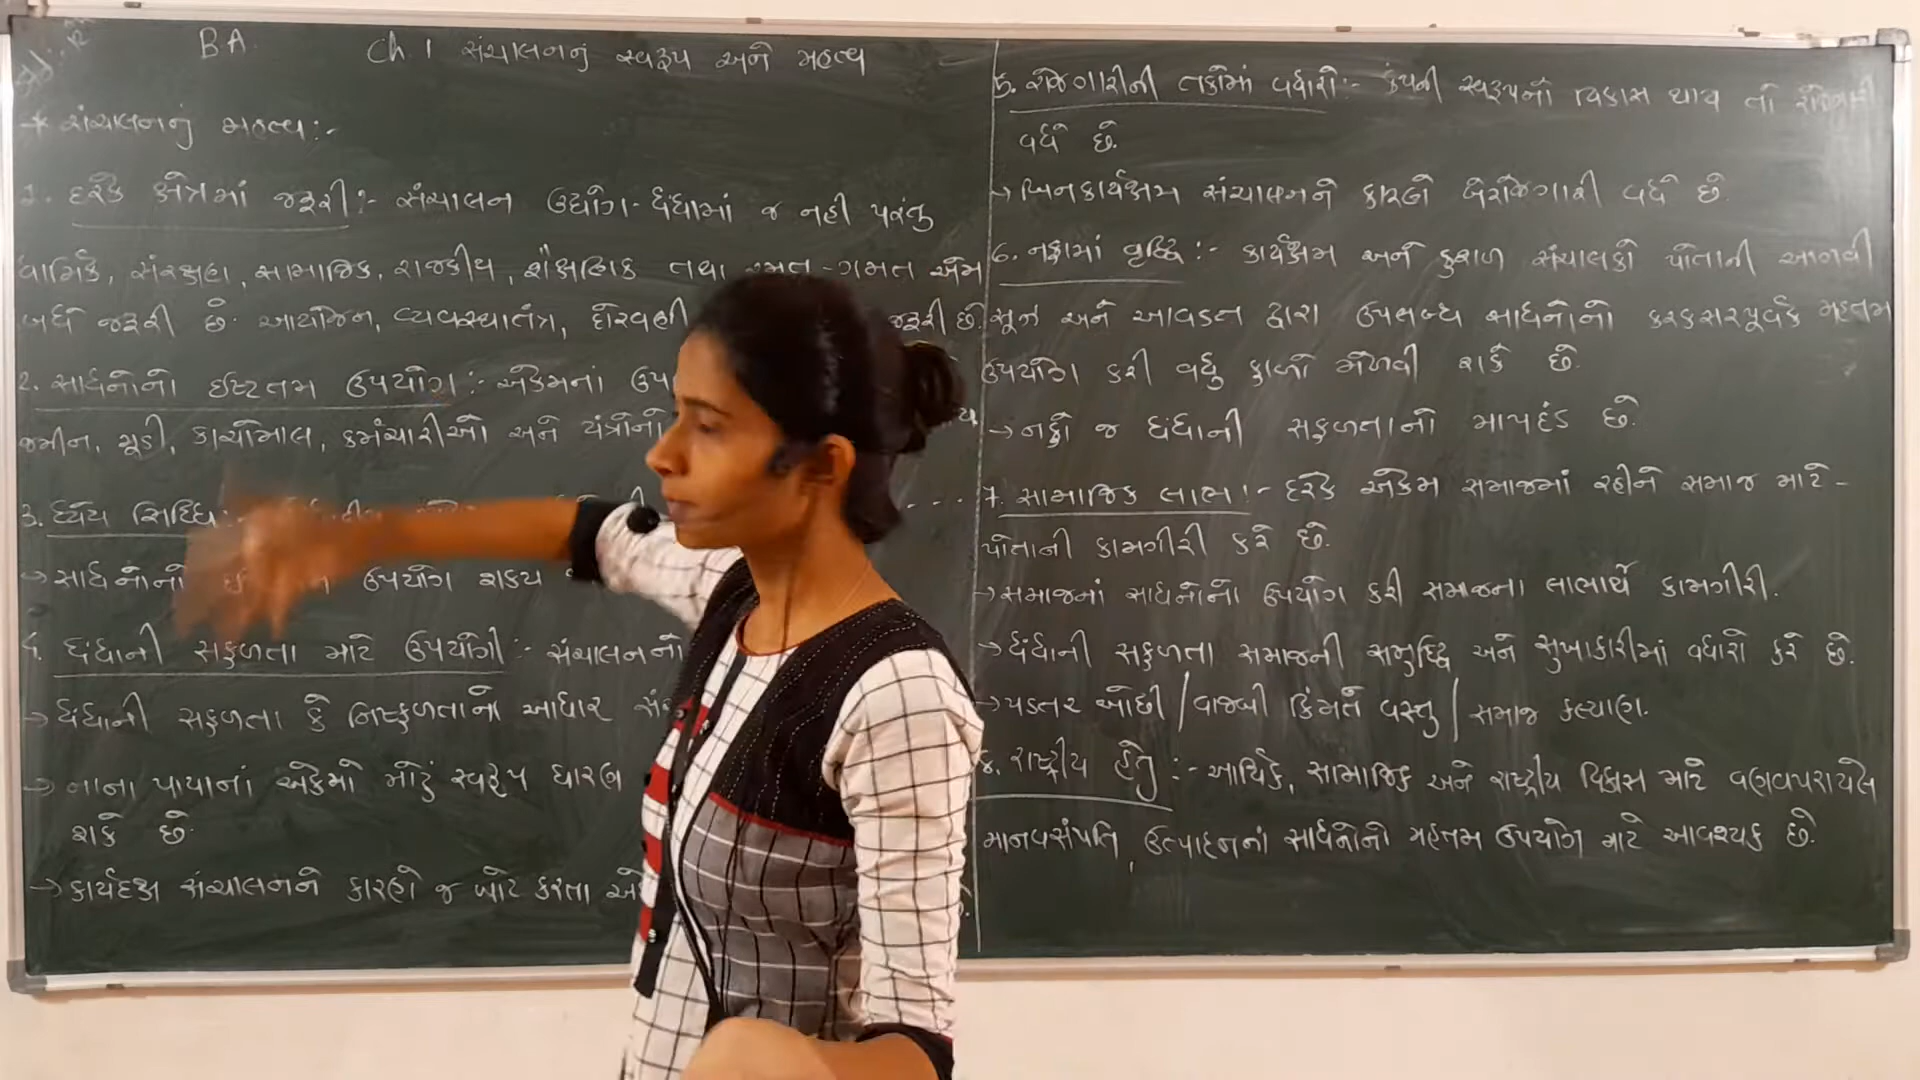 BA. Ch. 1 સંચાલનનું સ્વરૂપ અને મહત્વ
* સંચાલનનું મહત્વ :-
1. દરેક ક્ષેત્રમાં જરૂરી :- સંચાલન ઉદ્યોગ-ધંધામાં જ નહી પરંતુ
ધાર્મિક, સંરક્ષણ, સામાજિક, રાજકીય, શૈક્ષણિક તથા રમત-ગમત એમ
બધે જરૂરી છે. આયોજન, વ્યવસ્થાતંત્ર, દોરવણી જરૂરી છે.
2. સાધનોનો ઈષ્ટતમ ઉપયોગ :- એકમનાં
જમીન, મૂડી, કાચોમાલ, કર્મચારીઓ અને યંત્રોનો
3. ધ્યેય સિધ્ધિ :-
→ સાધનોનો ઉપયોગ શક્ય
4. ધંધાની સફળતા માટે ઉપયોગી :- સંચાલનનો
→ ધંધાની સફળતા કે નિષ્ફળતાનો આધાર
→ નાના પાયાનાં એકમો મોટું સ્વરૂપ ધારણ
શકે છે.
→ કાર્યદક્ષ સંચાલનને કારણે જ ખોટ કરતા
5. રોજગારીની તકોમાં વધારો :- કંપની સ્વરૂપનો વિકાસ થાય તો રોજગારી
વધે છે.
→ બિનકાર્યક્ષમ સંચાલનને કારણે બેરોજગારી વધે છે.
6. નફામાં વૃધ્ધિ :- કાર્યક્ષમ અને કુશળ સંચાલકો પોતાની આગવી
સૂઝ અને આવડત દ્વારા ઉપલબ્ધ સાધનોનો કરકસરપૂર્વક મહત્તમ
ઉપયોગ કરી વધુ ફાળો મેળવી શકે છે.
→ નફો જ ધંધાની સફળતાનો માપદંડ છે.
7. સામાજિક લાભ :- દરેક એકમ સમાજમાં રહીને સમાજ માટે -
પોતાની કામગીરી કરે છે.
→ સમાજનાં સાધનોનો ઉપયોગ કરી સમાજના લાભાર્થે કામગીરી.
→ ધંધાની સફળતા સમાજની સમૃધ્ધિ અને સુખાકારીમાં વધારો કરે છે.
→ પડતર ઓછી / વાજબી કિંમતે વસ્તુ / સમાજ કલ્યાણ.
8. રાષ્ટ્રીય હેતુ :- આર્થિક, સામાજિક અને રાષ્ટ્રીય વિકાસ માટે વણવપરાયેલ
માનવસંપતિ, ઉત્પાદનનાં સાધનોનો મહત્તમ ઉપયોગ માટે આવશ્યક છે.